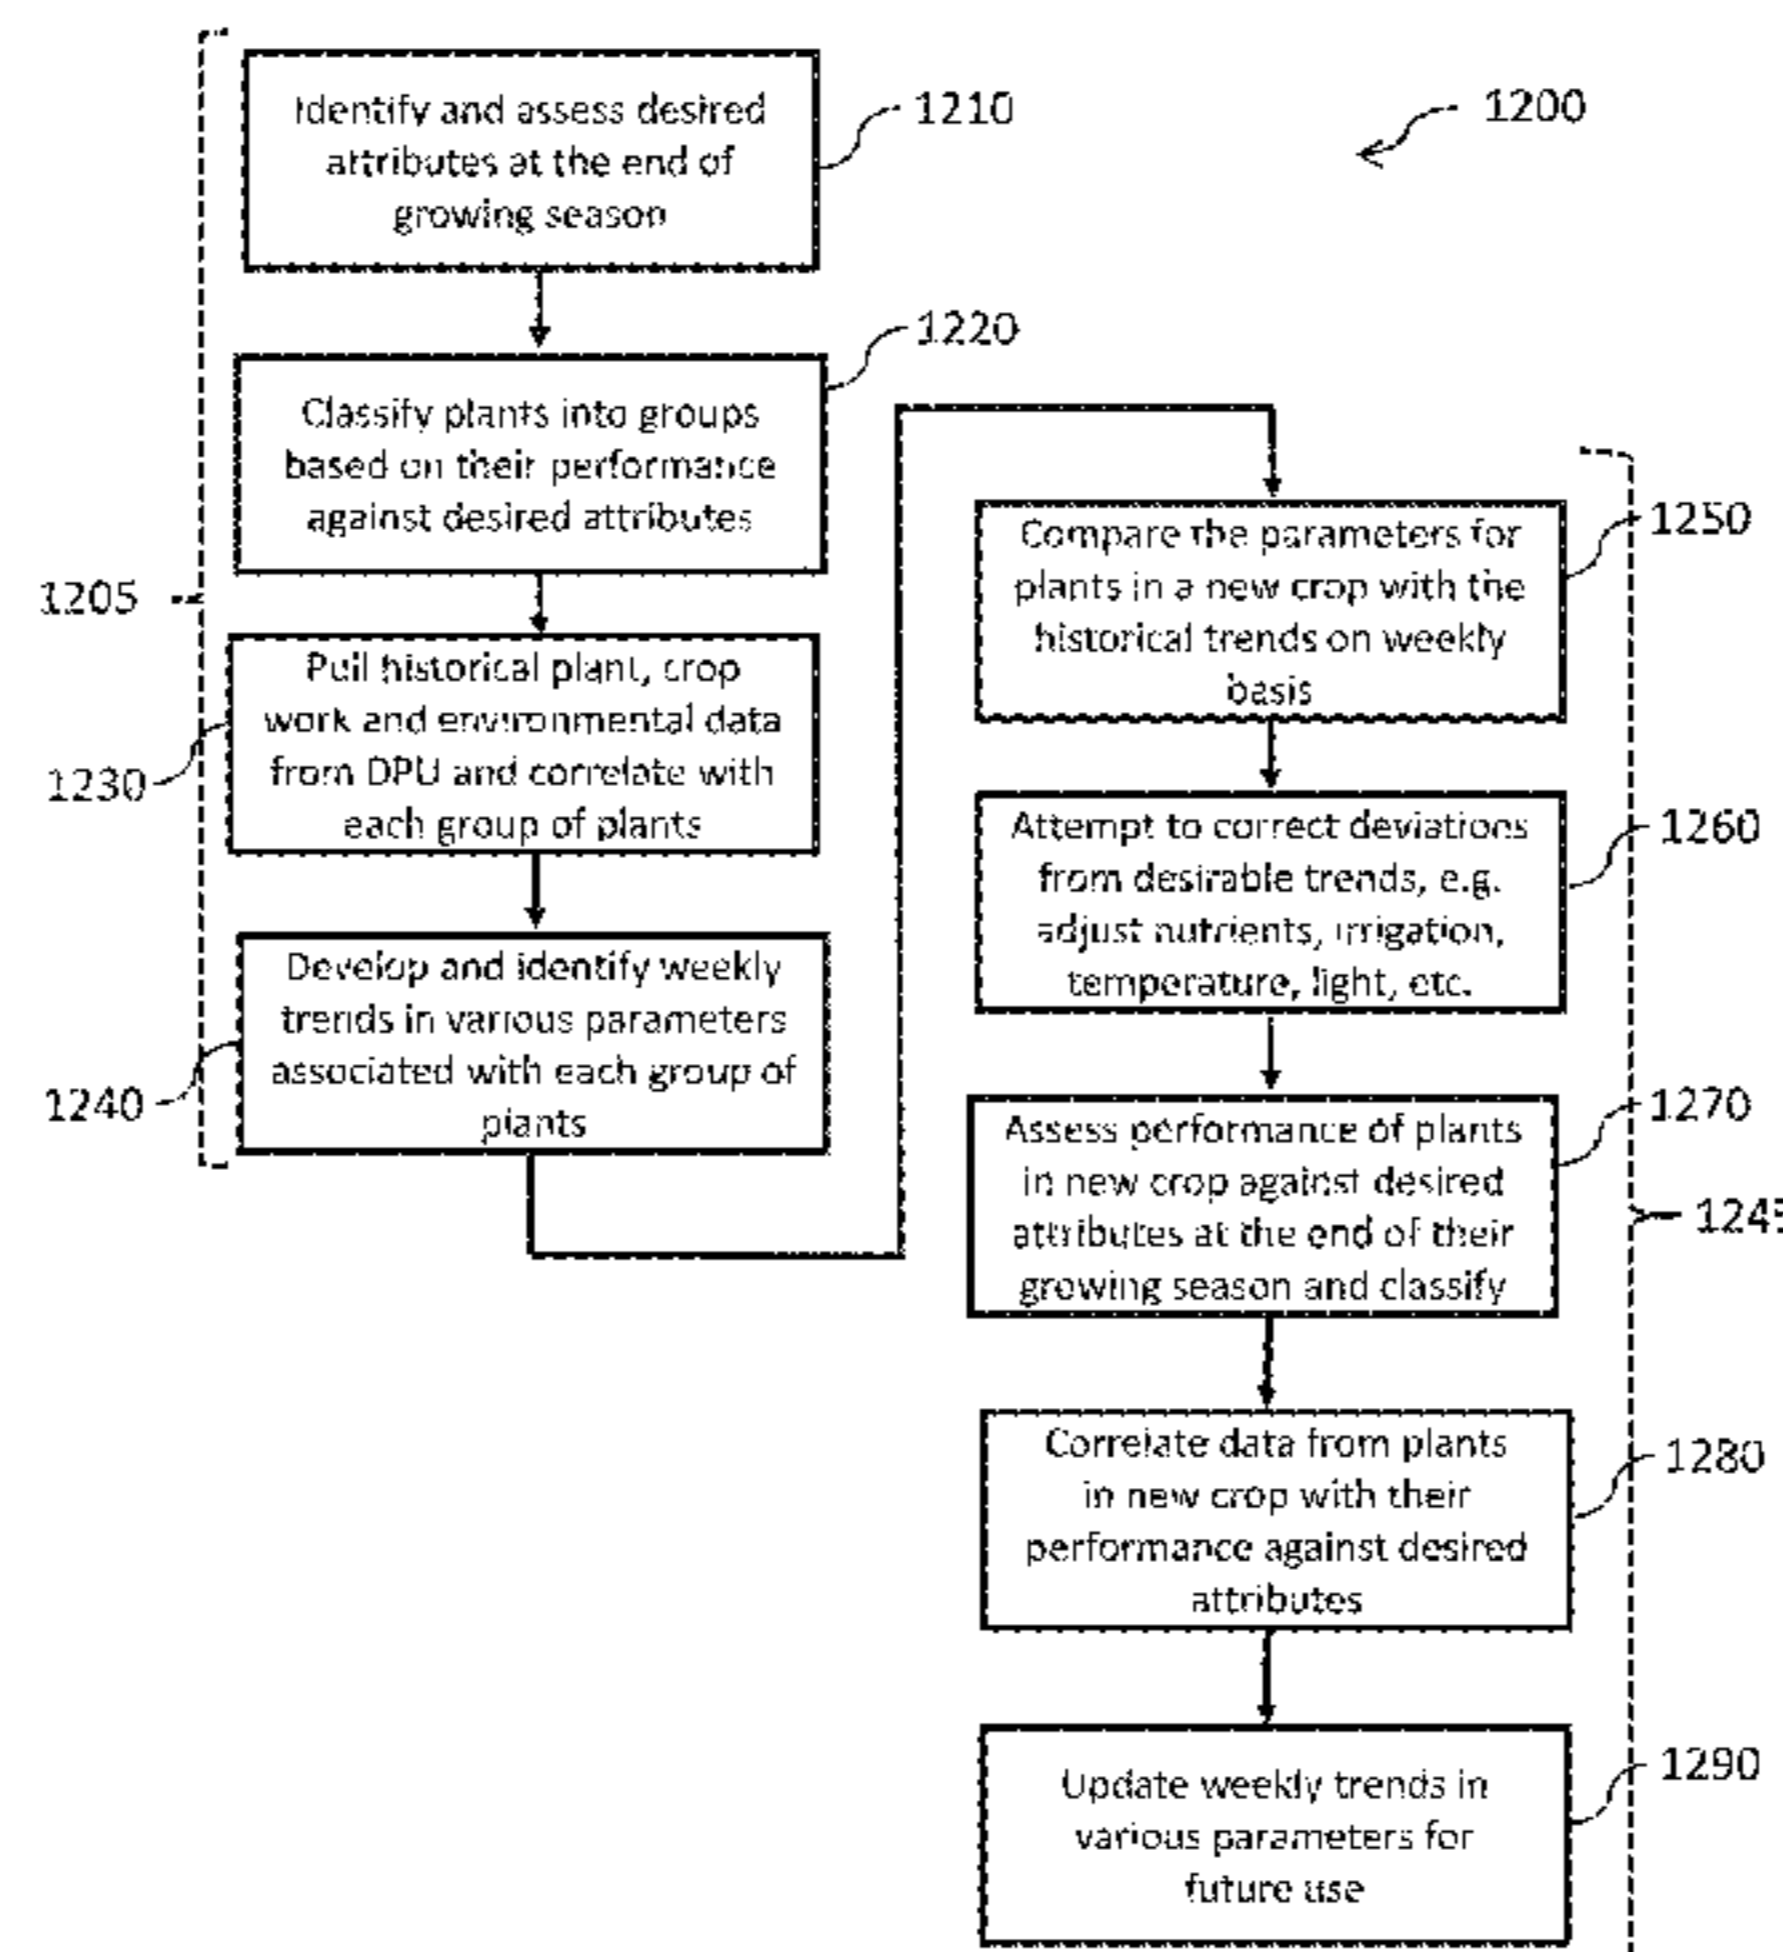 1200
Identify and assess desired
attributes at the end of
growing season
1210
Classify plants into groups
based on their performance
against desired attributes
1220
1205
Pull historical plant, crop
work and environmental data
from DPU and correlate with
each group of plants
1230
Develop and identify weekly
trends in various parameters
associated with each group of
plants
1240
Compare the parameters for
plants in a new crop with the
historical trends on weekly
basis
1250
Attempt to correct deviations
from desirable trends, e.g.
adjust nutrients, irrigation,
temperature, light, etc.
1260
Assess performance of plants
in new crop against desired
attributes at the end of their
growing season and classify
1270
1245
Correlate data from plants
in new crop with their
performance against desired
attributes
1280
Update weekly trends in
various parameters for
future use
1290